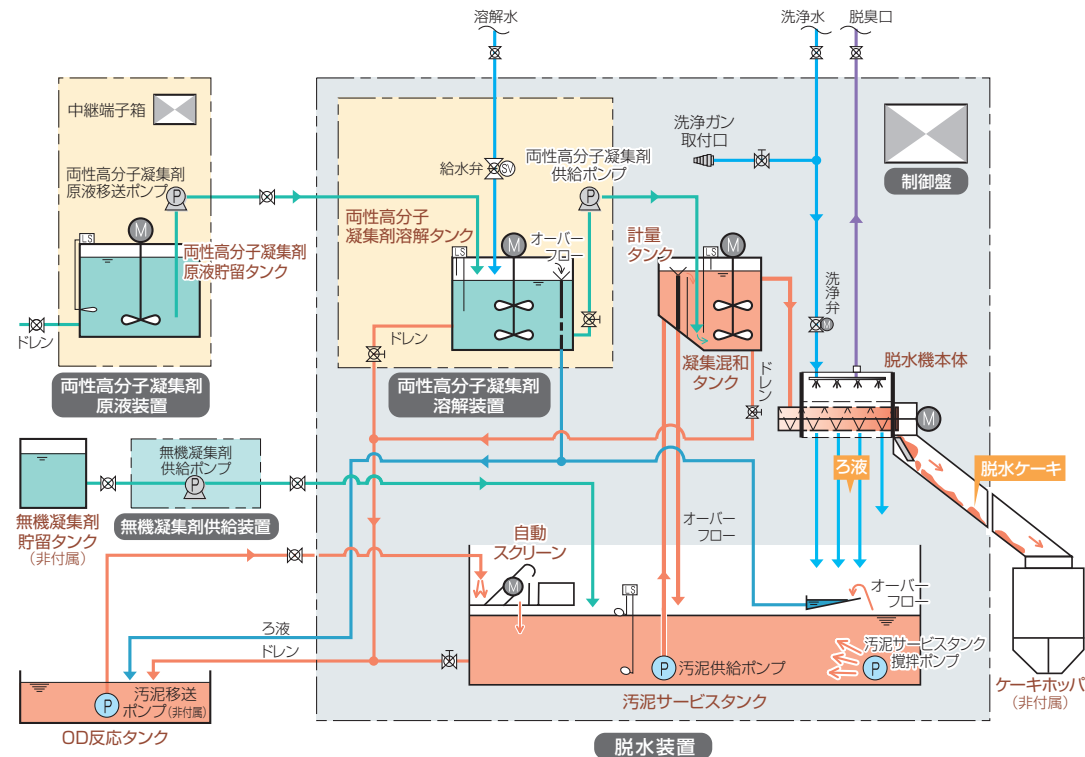 溶解水
洗浄水
脱臭口
中継端子箱
両性高分子凝集剤
原液移送ポンプ
P
M
LS
両性高分子凝集剤
原液貯留タンク
ドレン
両性高分子凝集剤
原液装置
給水弁
SV
両性高分子凝集剤
供給ポンプ
P
両性高分子
凝集剤溶解タンク
LS
M
オーバー
フロー
ドレン
両性高分子凝集剤
溶解装置
洗浄ガン
取付口
制御盤
計量
タンク
LS
M
凝集混和
タンク
ドレン
洗浄弁
M
脱水機本体
M
ろ液
脱水ケーキ
無機凝集剤
供給ポンプ
P
無機凝集剤供給装置
無機凝集剤
貯留タンク
(非付属)
自動
スクリーン
M
オーバー
フロー
LS
オーバー
フロー
ろ液
ドレン
P
汚泥供給ポンプ
汚泥サービスタンク
撹拌ポンプ
P
汚泥サービスタンク
ケーキホッパ
(非付属)
P
汚泥移送
ポンプ(非付属)
OD反応タンク
脱水装置